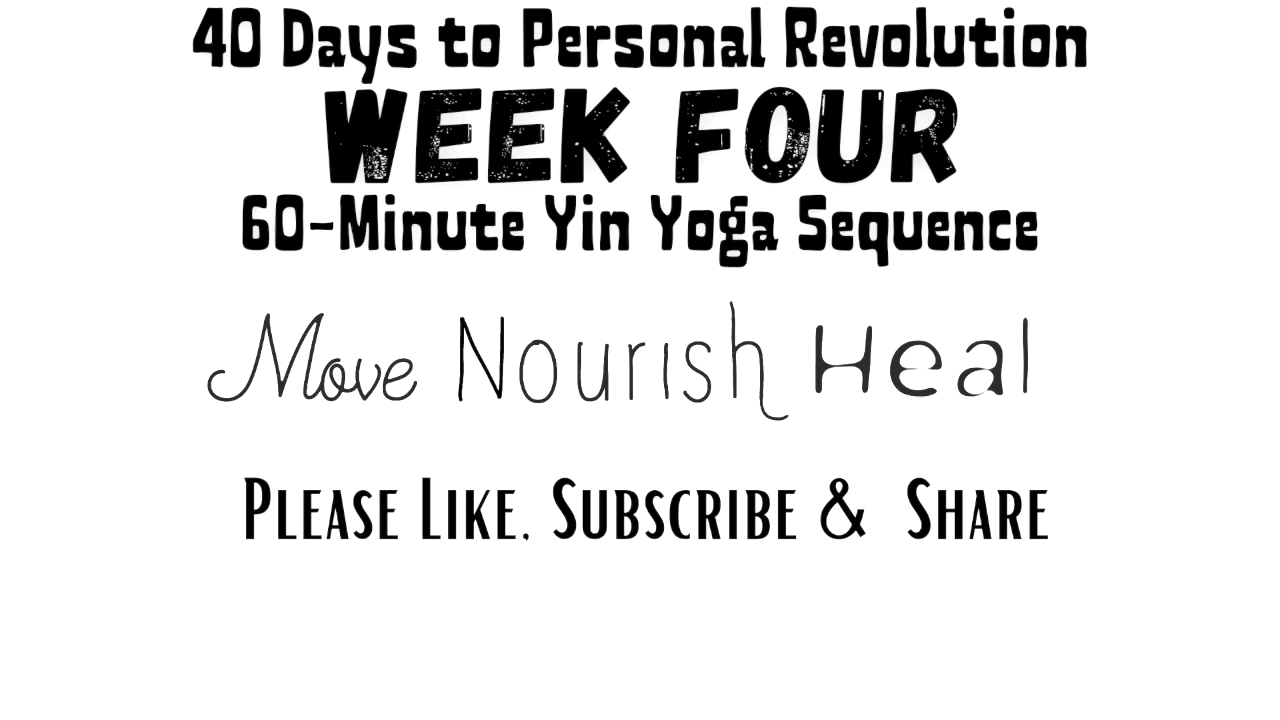 40 Days to Personal Revolution
WEEK FOUR
60-Minute Yin Yoga Sequence
Move Nourish Heal
Please Like, Subscribe & Share